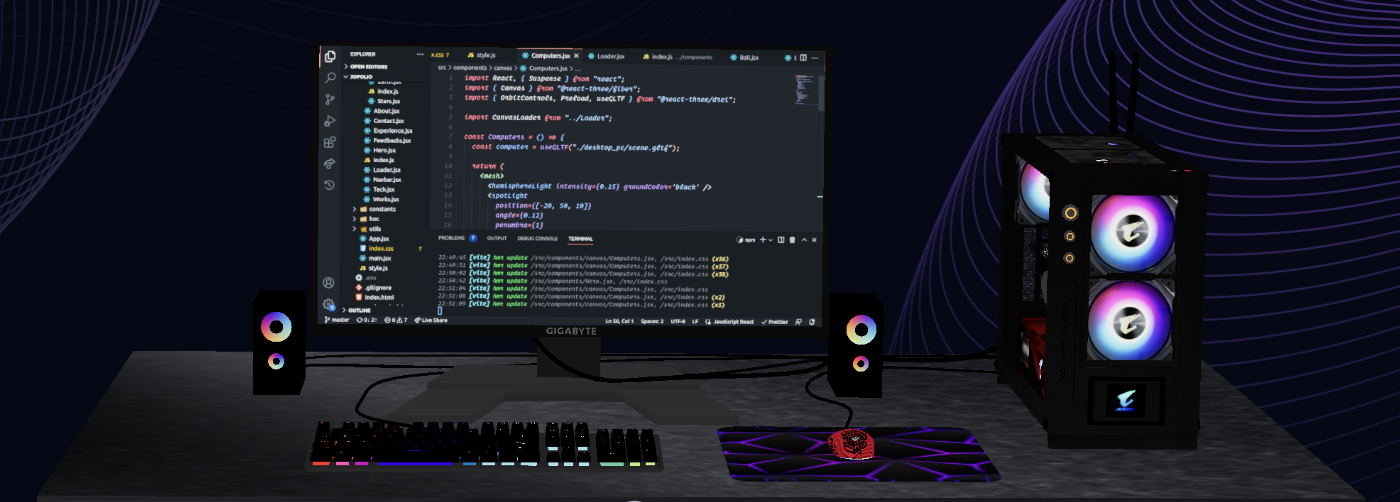 EXPLORER
OPEN EDITORS
3DFOLIO
index.js
Stars.jsx
About.jsx
Contact.jsx
Experience.jsx
Feedbacks.jsx
Hero.jsx
index.js
Loader.jsx
Navbar.jsx
Tech.jsx
Works.jsx
constants
hoc
utils
App.jsx
index.css 7
main.jsx
style.js
.env
.gitignore
index.html
OUTLINE
x.css 7 style.js Computers.jsx Loader.jsx index.js .../components Ball.jsx
src > components > canvas > Computers.jsx > ...
1 import React, { Suspense } from "react";
2 import { Canvas } from "@react-three/fiber";
3 import { OrbitControls, Preload, useGLTF } from "@react-three/drei";
4
5 import CanvasLoader from "../Loader";
6
7 const Computers = () => {
8 const computer = useGLTF("./desktop_pc/scene.gltf");
9
10 return (
11 <mesh>
12 <hemisphereLight intensity={0.15} groundColor='black' />
13 <spotLight
14 position={[-20, 50, 10]}
15 angle={0.12}
16 penumbra={1}
PROBLEMS 7 OUTPUT DEBUG CONSOLE TERMINAL npm
22:49:49 [vite] hmr update /src/components/canvas/Computers.jsx, /src/index.css (x36)
22:49:51 [vite] hmr update /src/components/canvas/Computers.jsx, /src/index.css (x37)
22:50:02 [vite] hmr update /src/components/canvas/Computers.jsx, /src/index.css (x38)
22:50:42 [vite] hmr update /src/components/Hero.jsx, /src/index.css
22:51:04 [vite] hmr update /src/components/canvas/Computers.jsx, /src/index.css
22:51:08 [vite] hmr update /src/components/canvas/Computers.jsx, /src/index.css (x2)
22:51:09 [vite] hmr update /src/components/canvas/Computers.jsx, /src/index.css (x3)
master 0 7 Live Share Ln 56, Col 1 Spaces: 2 UTF-8 LF JavaScript React Prettier
GIGABYTE